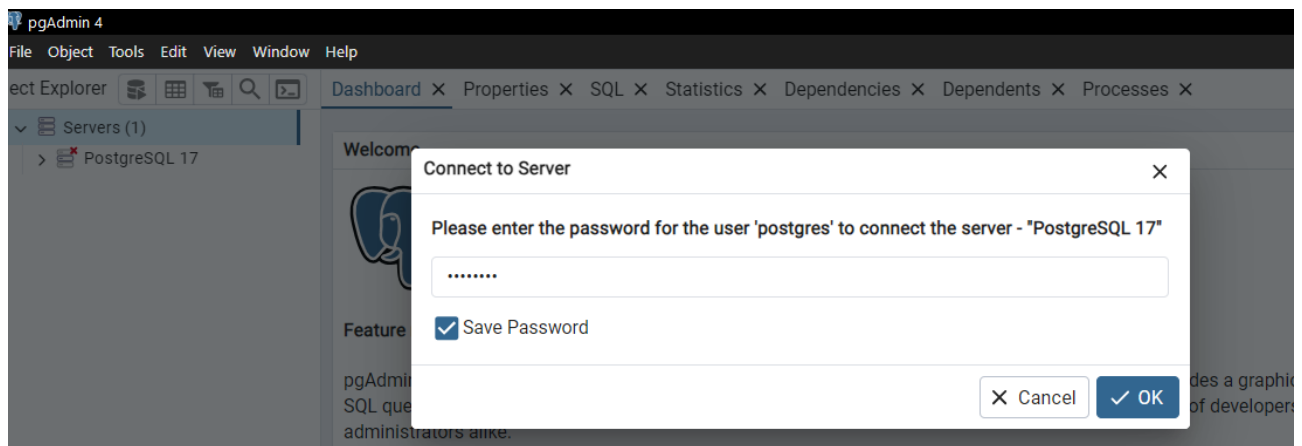 pgAdmin 4
File Object Tools Edit View Window Help
ect Explorer
Dashboard Properties SQL Statistics Dependencies Dependents Processes
Servers (1)
PostgreSQL 17
Welcom
Connect to Server
Please enter the password for the user 'postgres' to connect the server - "PostgreSQL 17"
••••••••
Save Password
Feature
Cancel
OK
pgAdmi
des a graphic
SQL que
of developers
administrators alike.